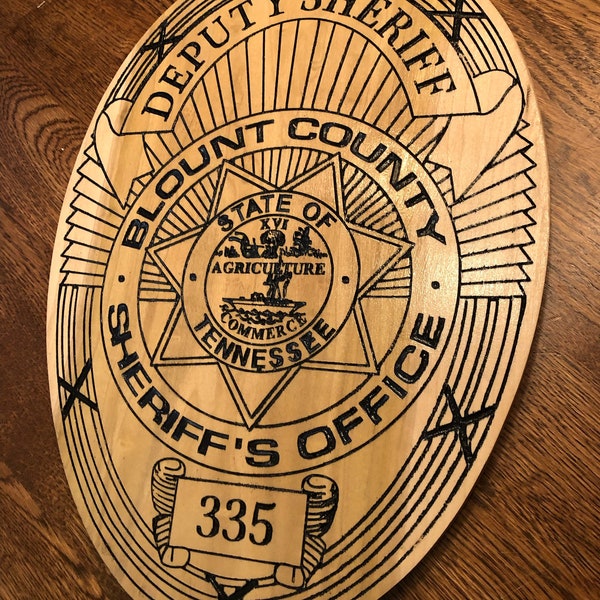 DEPUTY SHERIFF
BLOUNT COUNTY
STATE OF
XVI
AGRICULTURE
COMMERCE
TENNESSEE
SHERIFF'S OFFICE
335